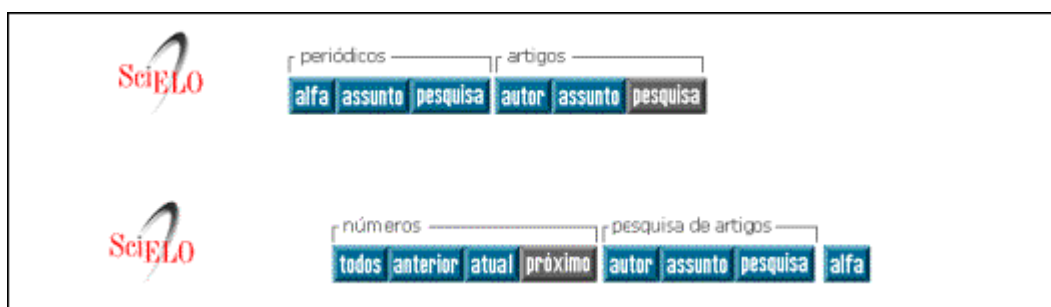 SciELO
periódicos artigos
alfa assunto pesquisa autor assunto pesquisa
SciELO
números pesquisa de artigos
todos anterior atual próximo autor assunto pesquisa alfa